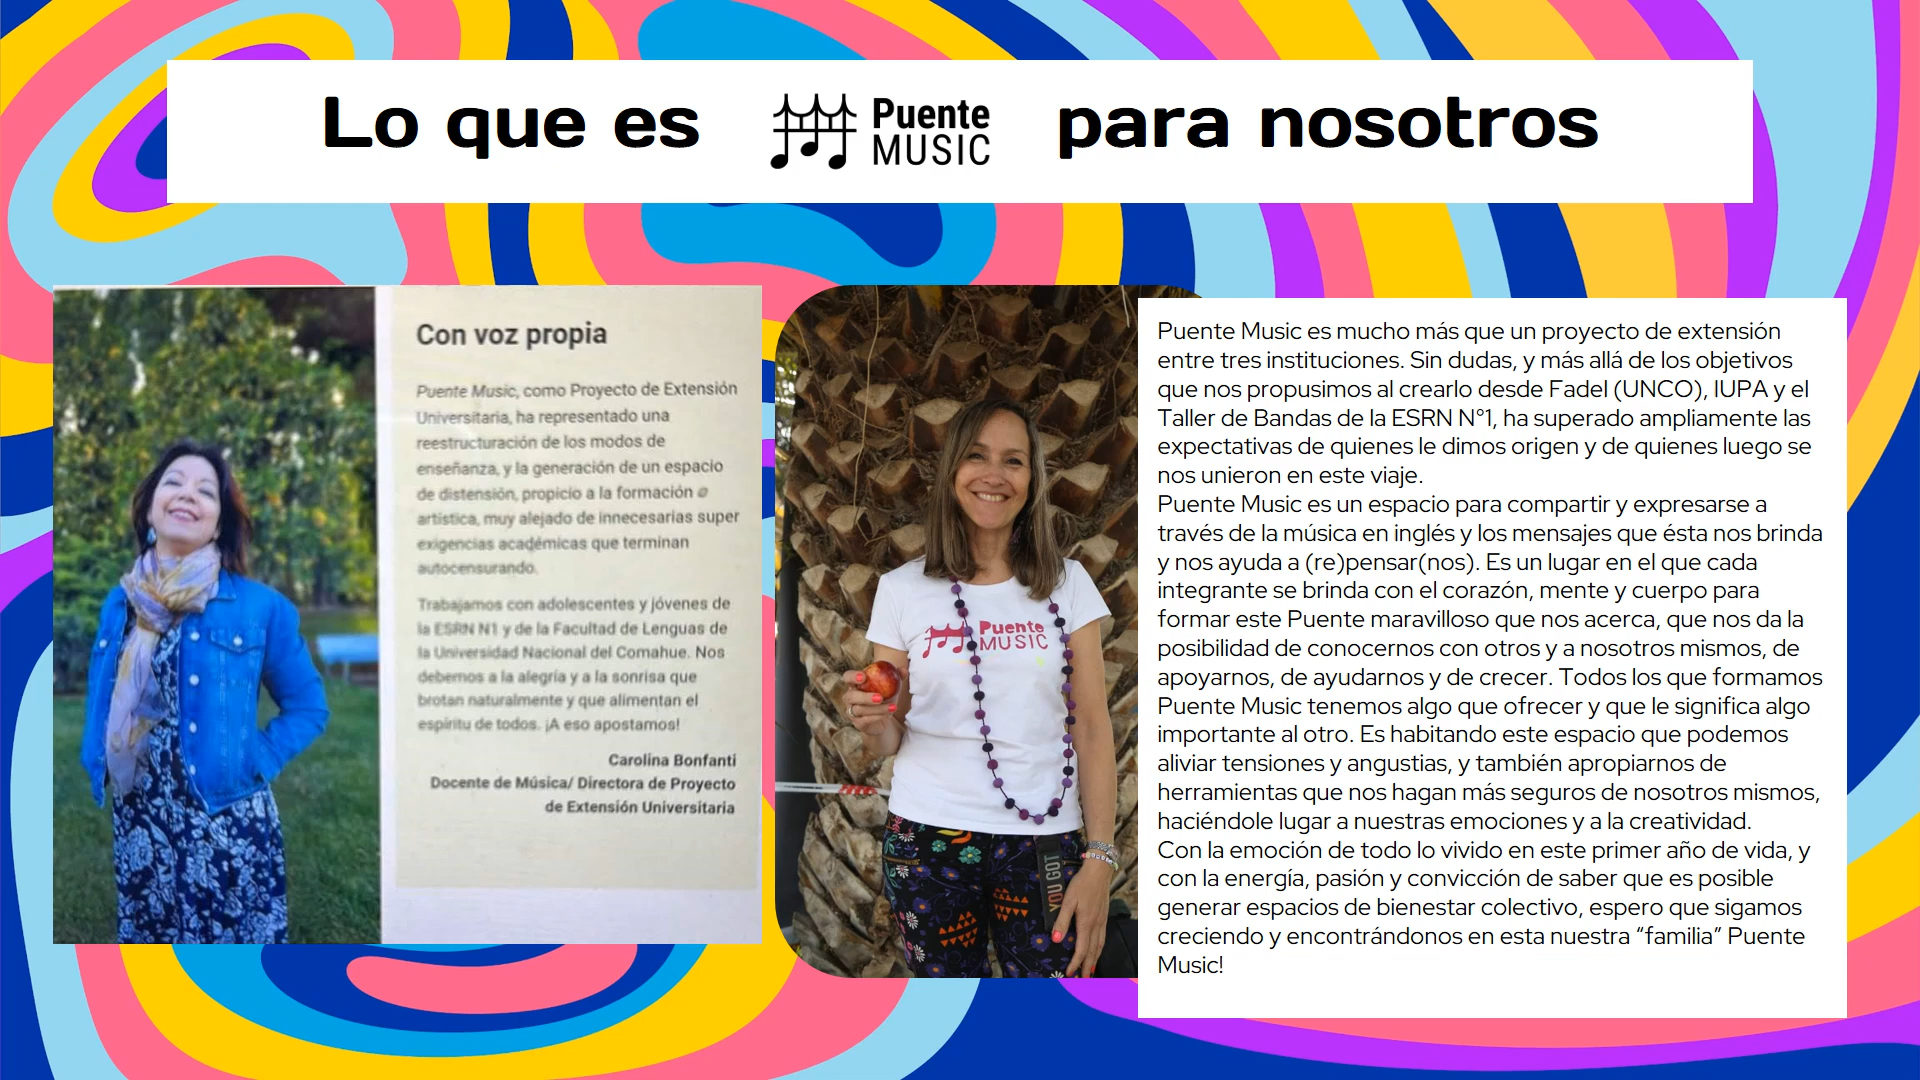 Lo que es Puente MUSIC para nosotros
Con voz propia
Puente Music, como Proyecto de Extensión
Universitaria, ha representado una
reestructuración de los modos de
enseñanza, y la generación de un espacio
de distensión, propicio a la formación
artística, muy alejado de innecesarias super
exigencias académicas que terminan
autocensurando.
Trabajamos con adolescentes y jóvenes de
la ESRN N1 y de la Facultad de Lenguas de
la Universidad Nacional del Comahue. Nos
debemos a la alegría y a la sonrisa que
brotan naturalmente y que alimentan el
espíritu de todos. ¡A eso apostamos!
Carolina Bonfanti
Docente de Música/ Directora de Proyecto
de Extensión Universitaria
Puente
MUSIC
YOU GOT
Puente Music es mucho más que un proyecto de extensión
entre tres instituciones. Sin dudas, y más allá de los objetivos
que nos propusimos al crearlo desde Fadel (UNCO), IUPA y el
Taller de Bandas de la ESRN N°1, ha superado ampliamente las
expectativas de quienes le dimos origen y de quienes luego se
nos unieron en este viaje.
Puente Music es un espacio para compartir y expresarse a
través de la música en inglés y los mensajes que ésta nos brinda
y nos ayuda a (re)pensar(nos). Es un lugar en el que cada
integrante se brinda con el corazón, mente y cuerpo para
formar este Puente maravilloso que nos acerca, que nos da la
posibilidad de conocernos con otros y a nosotros mismos, de
apoyarnos, de ayudarnos y de crecer. Todos los que formamos
Puente Music tenemos algo que ofrecer y que le significa algo
importante al otro. Es habitando este espacio que podemos
aliviar tensiones y angustias, y también apropiarnos de
herramientas que nos hagan más seguros de nosotros mismos,
haciéndole lugar a nuestras emociones y a la creatividad.
Con la emoción de todo lo vivido en este primer año de vida, y
con la energía, pasión y convicción de saber que es posible
generar espacios de bienestar colectivo, espero que sigamos
creciendo y encontrándonos en esta nuestra “familia” Puente
Music!